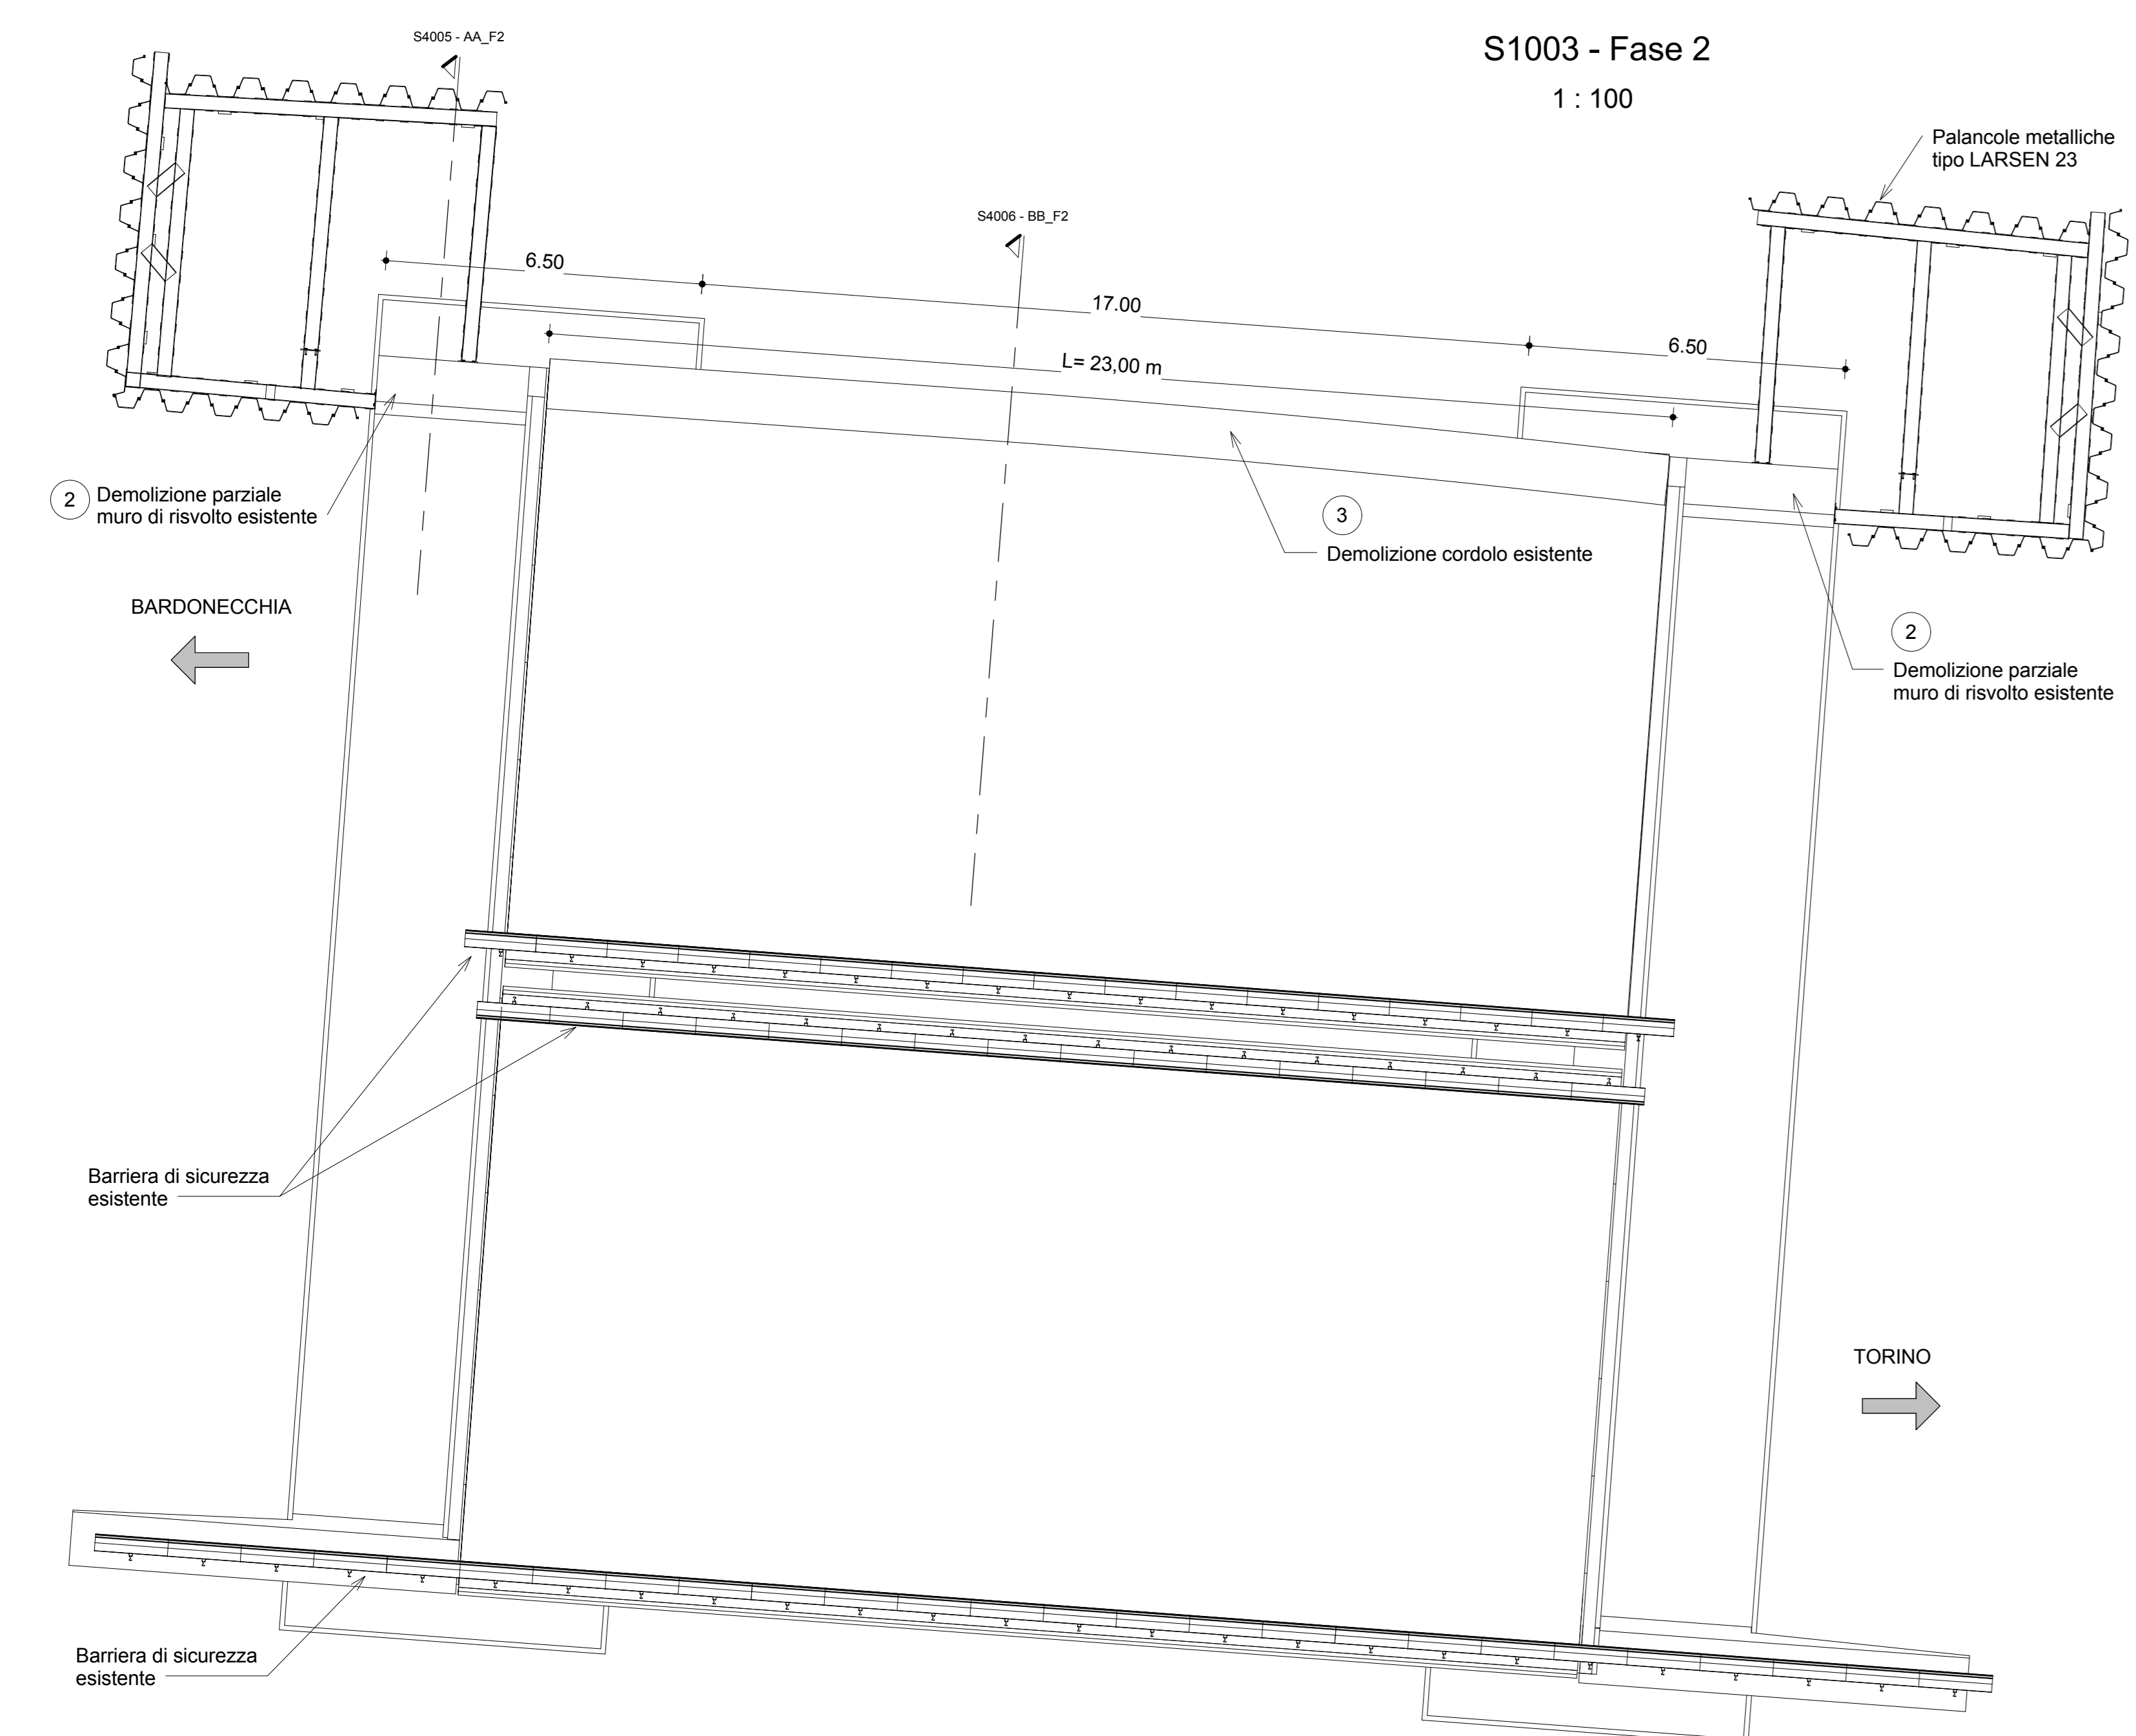 S4005 - AA_F2
S1003 - Fase 2
1 : 100
Palancole metalliche
tipo LARSEN 23
S4006 - BB_F2
6.50
17.00
6.50
L= 23,00 m
2
Demolizione parziale
muro di risvolto esistente
3
Demolizione cordolo esistente
BARDONECCHIA
2
Demolizione parziale
muro di risvolto esistente
Barriera di sicurezza
esistente
TORINO
Barriera di sicurezza
esistente